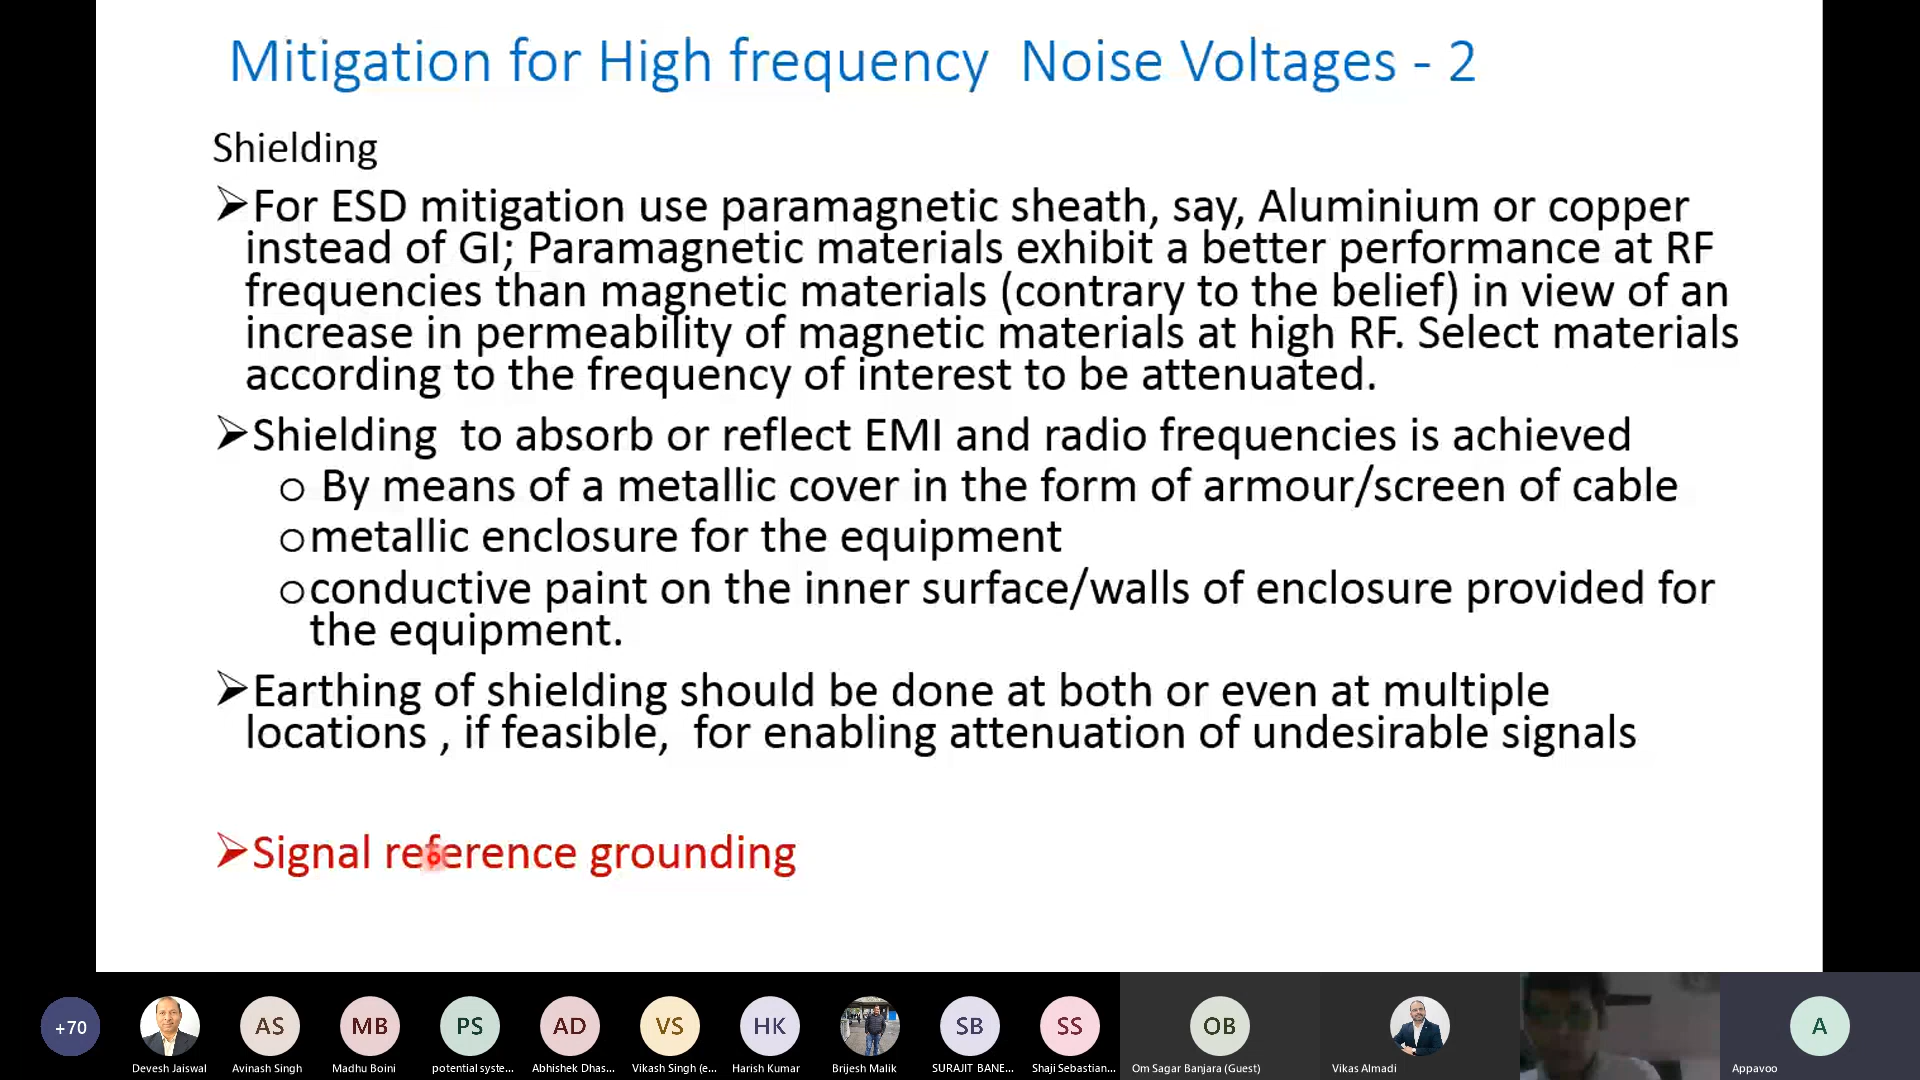 Mitigation for High frequency Noise Voltages - 2
Shielding
➢For ESD mitigation use paramagnetic sheath, say, Aluminium or copper
instead of GI; Paramagnetic materials exhibit a better performance at RF
frequencies than magnetic materials (contrary to the belief) in view of an
increase in permeability of magnetic materials at high RF. Select materials
according to the frequency of interest to be attenuated.
➢Shielding to absorb or reflect EMI and radio frequencies is achieved
o By means of a metallic cover in the form of armour/screen of cable
o metallic enclosure for the equipment
o conductive paint on the inner surface/walls of enclosure provided for
the equipment.
➢Earthing of shielding should be done at both or even at multiple
locations , if feasible, for enabling attenuation of undesirable signals
➢Signal reference grounding
+70 AS MB PS AD VS HK SB SS OB A
Devesh Jaiswal Avinash Singh Madhu Boini potential syste... Abhishek Dhas... Vikash Singh (e... Harish Kumar Brijesh Malik SURAJIT BANE... Shaji Sebastian... Om Sagar Banjara (Guest) Vikas Almadi Appavoo